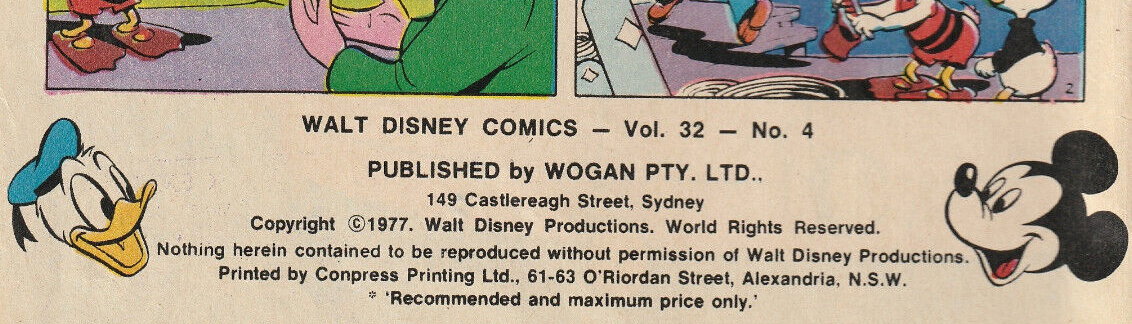 2
WALT DISNEY COMICS — Vol. 32 — No. 4
PUBLISHED by WOGAN PTY. LTD..
149 Castlereagh Street, Sydney
Copyright ©1977. Walt Disney Productions. World Rights Reserved.
Nothing herein contained to be reproduced without permission of Walt Disney Productions.
Printed by Conpress Printing Ltd., 61-63 O'Riordan Street, Alexandria, N.S.W.
* 'Recommended and maximum price only.'